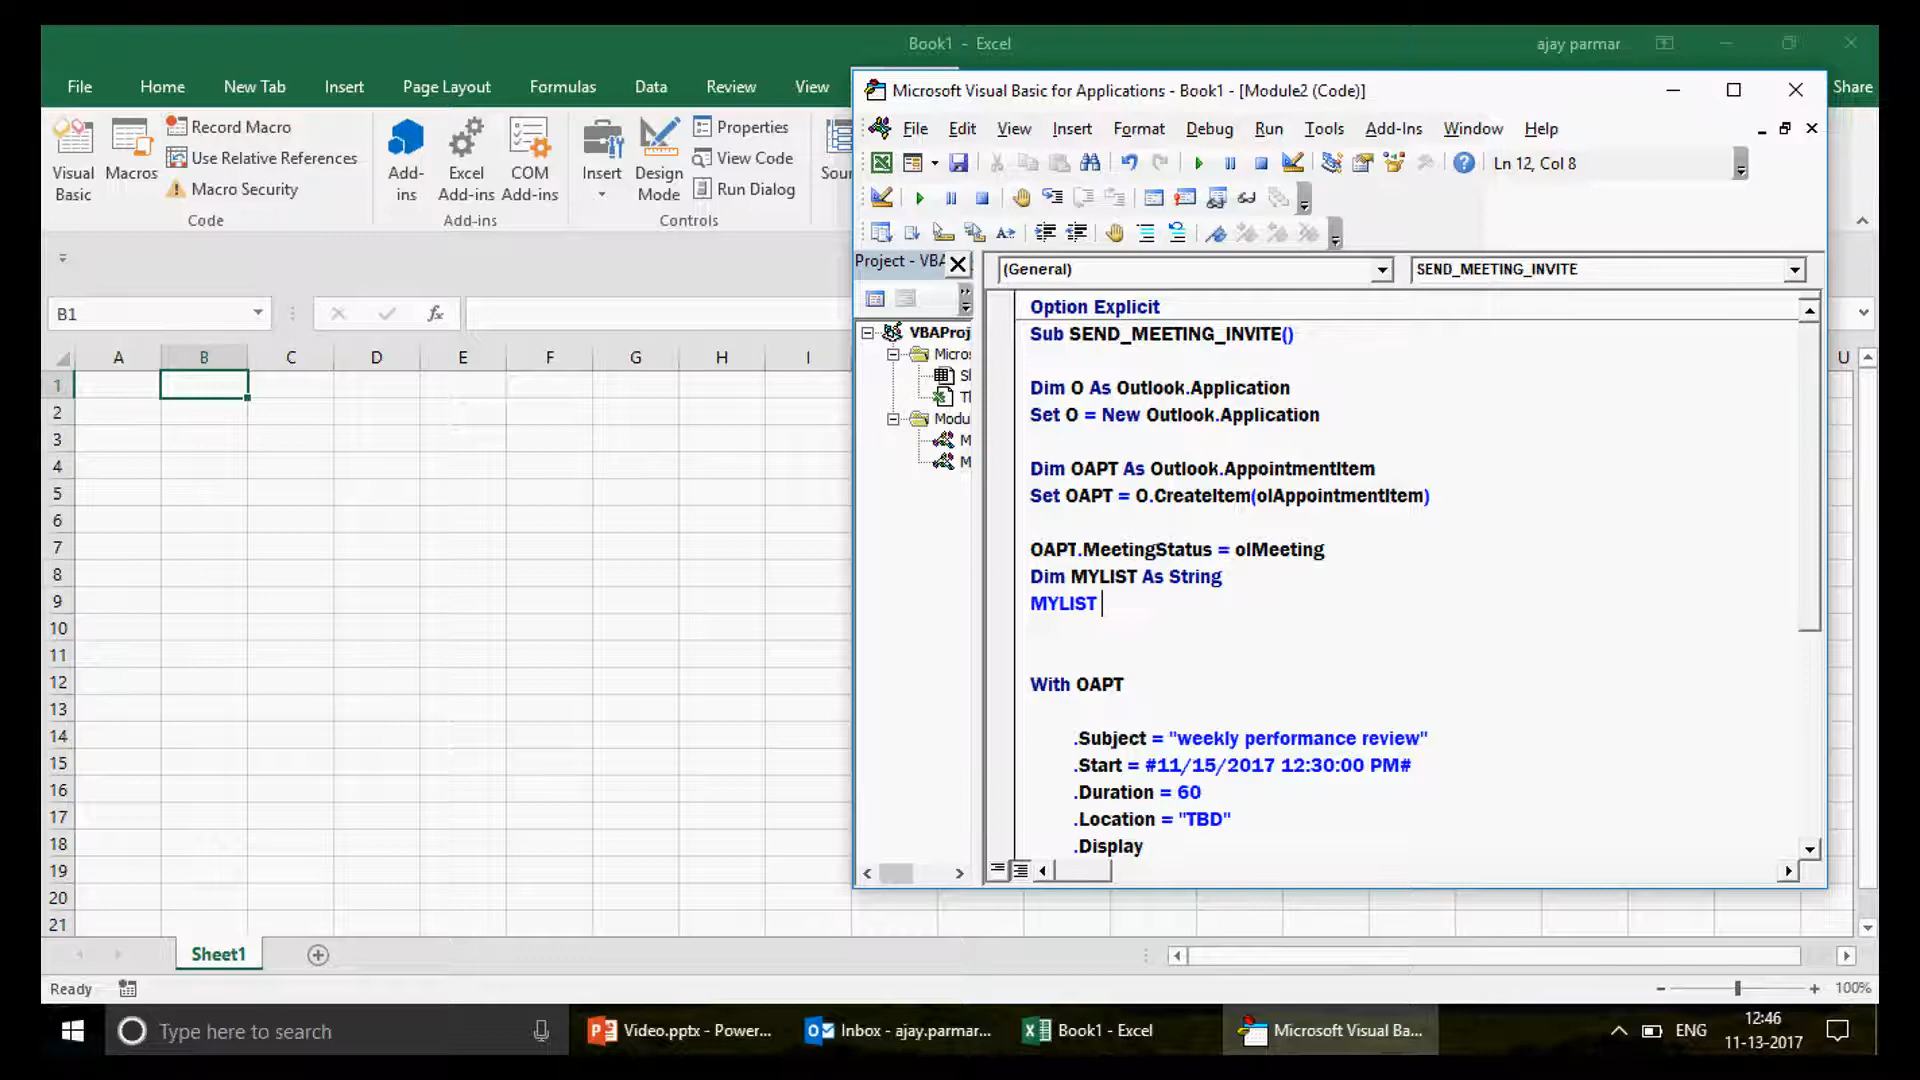 Book1 - Excel
ajay parmar
File Home New Tab Insert Page Layout Formulas Data Review View
Share
Visual Basic
Macros
Record Macro
Use Relative References
Macro Security
Code
Add-ins
Excel Add-ins
COM Add-ins
Add-ins
Insert
Design Mode
Properties
View Code
Run Dialog
Controls
Sour
B1
fx
A B C D E F G H I U
1
2
3
4
5
6
7
8
9
10
11
12
13
14
15
16
17
18
19
20
21
Microsoft Visual Basic for Applications - Book1 - [Module2 (Code)]
File Edit View Insert Format Debug Run Tools Add-Ins Window Help
Ln 12, Col 8
Project - VBA
VBAProj
Micros
Sl
Tl
Modu
M
M
(General)
SEND_MEETING_INVITE
Option Explicit
Sub SEND_MEETING_INVITE()
Dim O As Outlook.Application
Set O = New Outlook.Application
Dim OAPT As Outlook.AppointmentItem
Set OAPT = O.CreateItem(olAppointmentItem)
OAPT.MeetingStatus = olMeeting
Dim MYLIST As String
MYLIST
With OAPT
.Subject = "weekly performance review"
.Start = #11/15/2017 12:30:00 PM#
.Duration = 60
.Location = "TBD"
.Display
Sheet1
Ready
100%
Type here to search
Video.pptx - Power...
Inbox - ajay.parmar...
Book1 - Excel
Microsoft Visual Ba...
ENG
12:46
11-13-2017